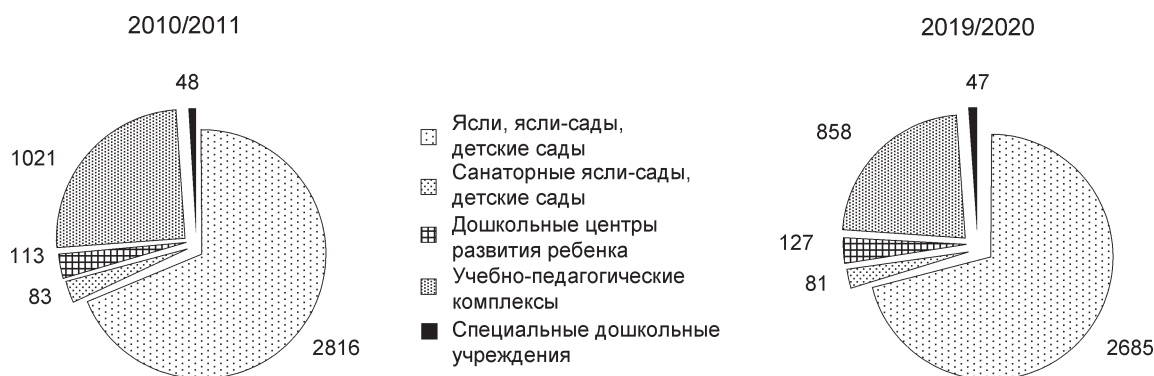 2010/2011
48
1021
113
83
2816
Ясли, ясли-сады,
детские сады
Санаторные ясли-сады,
детские сады
Дошкольные центры
развития ребенка
Учебно-педагогические
комплексы
Специальные дошкольные
учреждения
2019/2020
47
858
127
81
2685